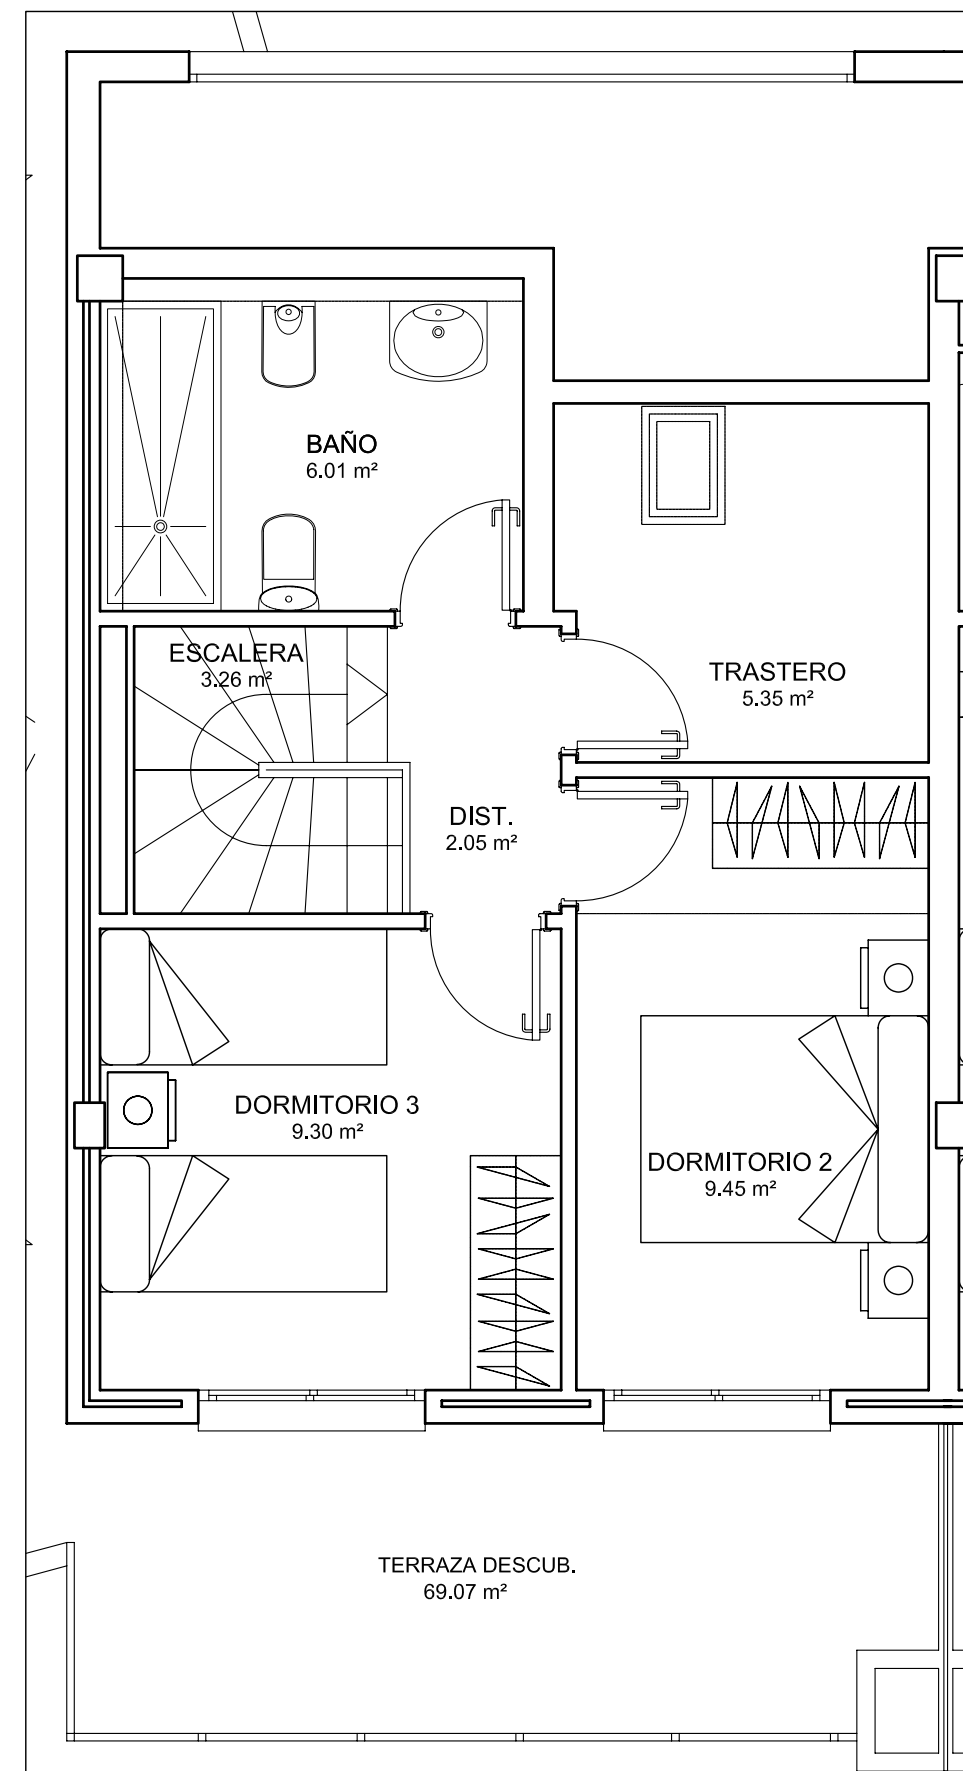 BAÑO
6.01 m²
ESCALERA
3.26 m²
TRASTERO
5.35 m²
DIST.
2.05 m²
DORMITORIO 3
9.30 m²
DORMITORIO 2
9.45 m²
TERRAZA DESCUB.
69.07 m²